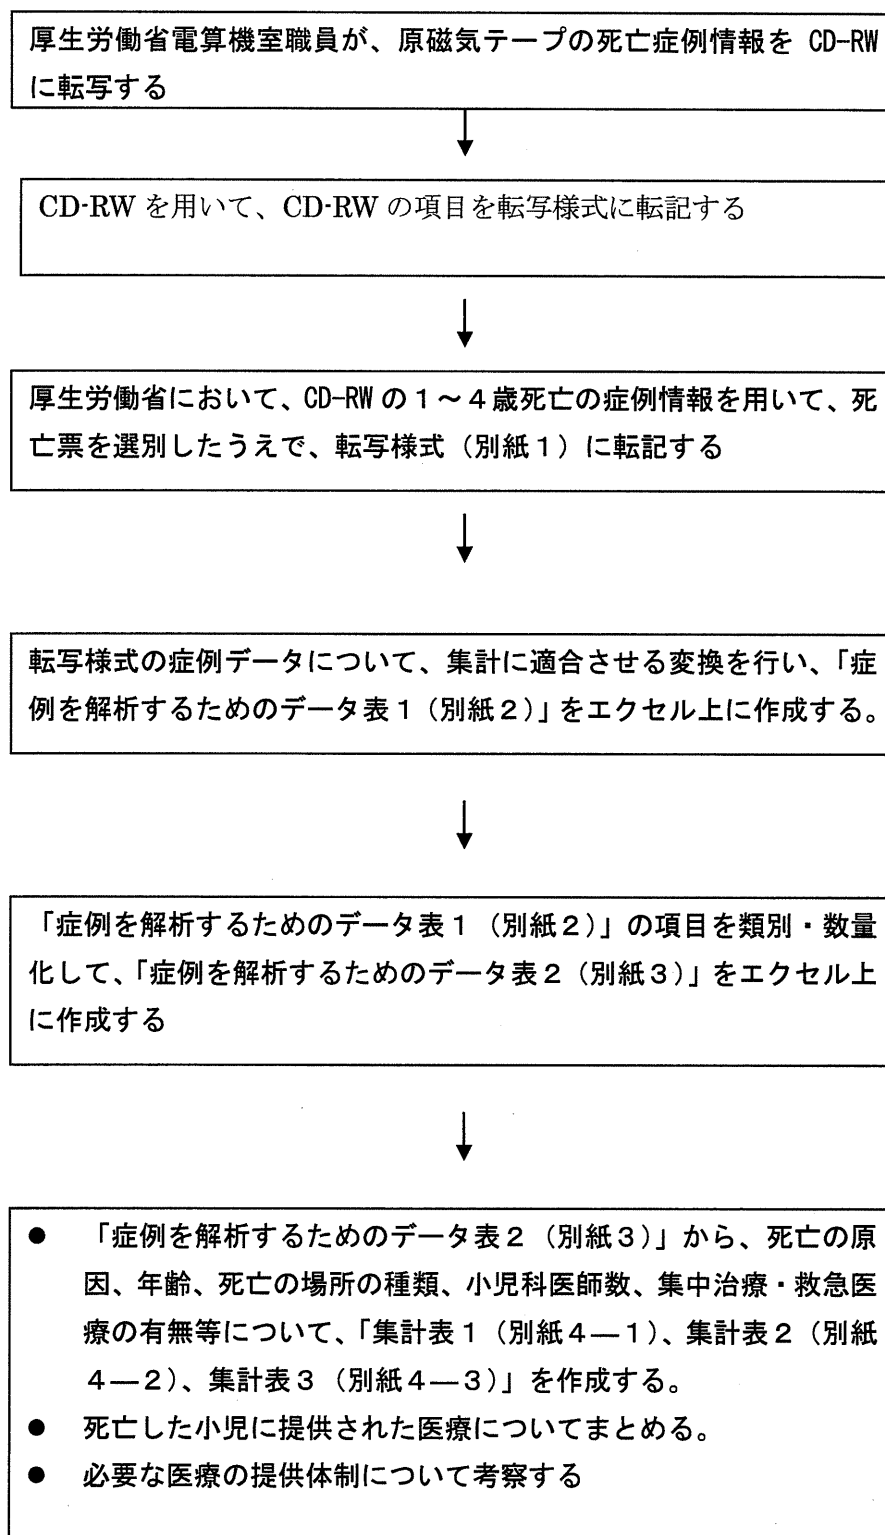 厚生労働省電算機室職員が、原磁気テープの死亡症例情報を CD-RW
に転写する
CD-RW を用いて、CD-RW の項目を転写様式に転記する
厚生労働省において、CD-RW の１～４歳死亡の症例情報を用いて、死
亡票を選別したうえで、転写様式（別紙１）に転記する
転写様式の症例データについて、集計に適合させる変換を行い、「症
例を解析するためのデータ表１（別紙２）」をエクセル上に作成する。
「症例を解析するためのデータ表１（別紙２）」の項目を類別・数量
化して、「症例を解析するためのデータ表２（別紙３）」をエクセル上
に作成する
● 「症例を解析するためのデータ表２（別紙３）」から、死亡の原
因、年齢、死亡の場所の種類、小児科医師数、集中治療・救急医
療の有無等について、「集計表１（別紙４―１）、集計表２（別紙
４―２）、集計表３（別紙４―３）」を作成する。
● 死亡した小児に提供された医療についてまとめる。
● 必要な医療の提供体制について考察する